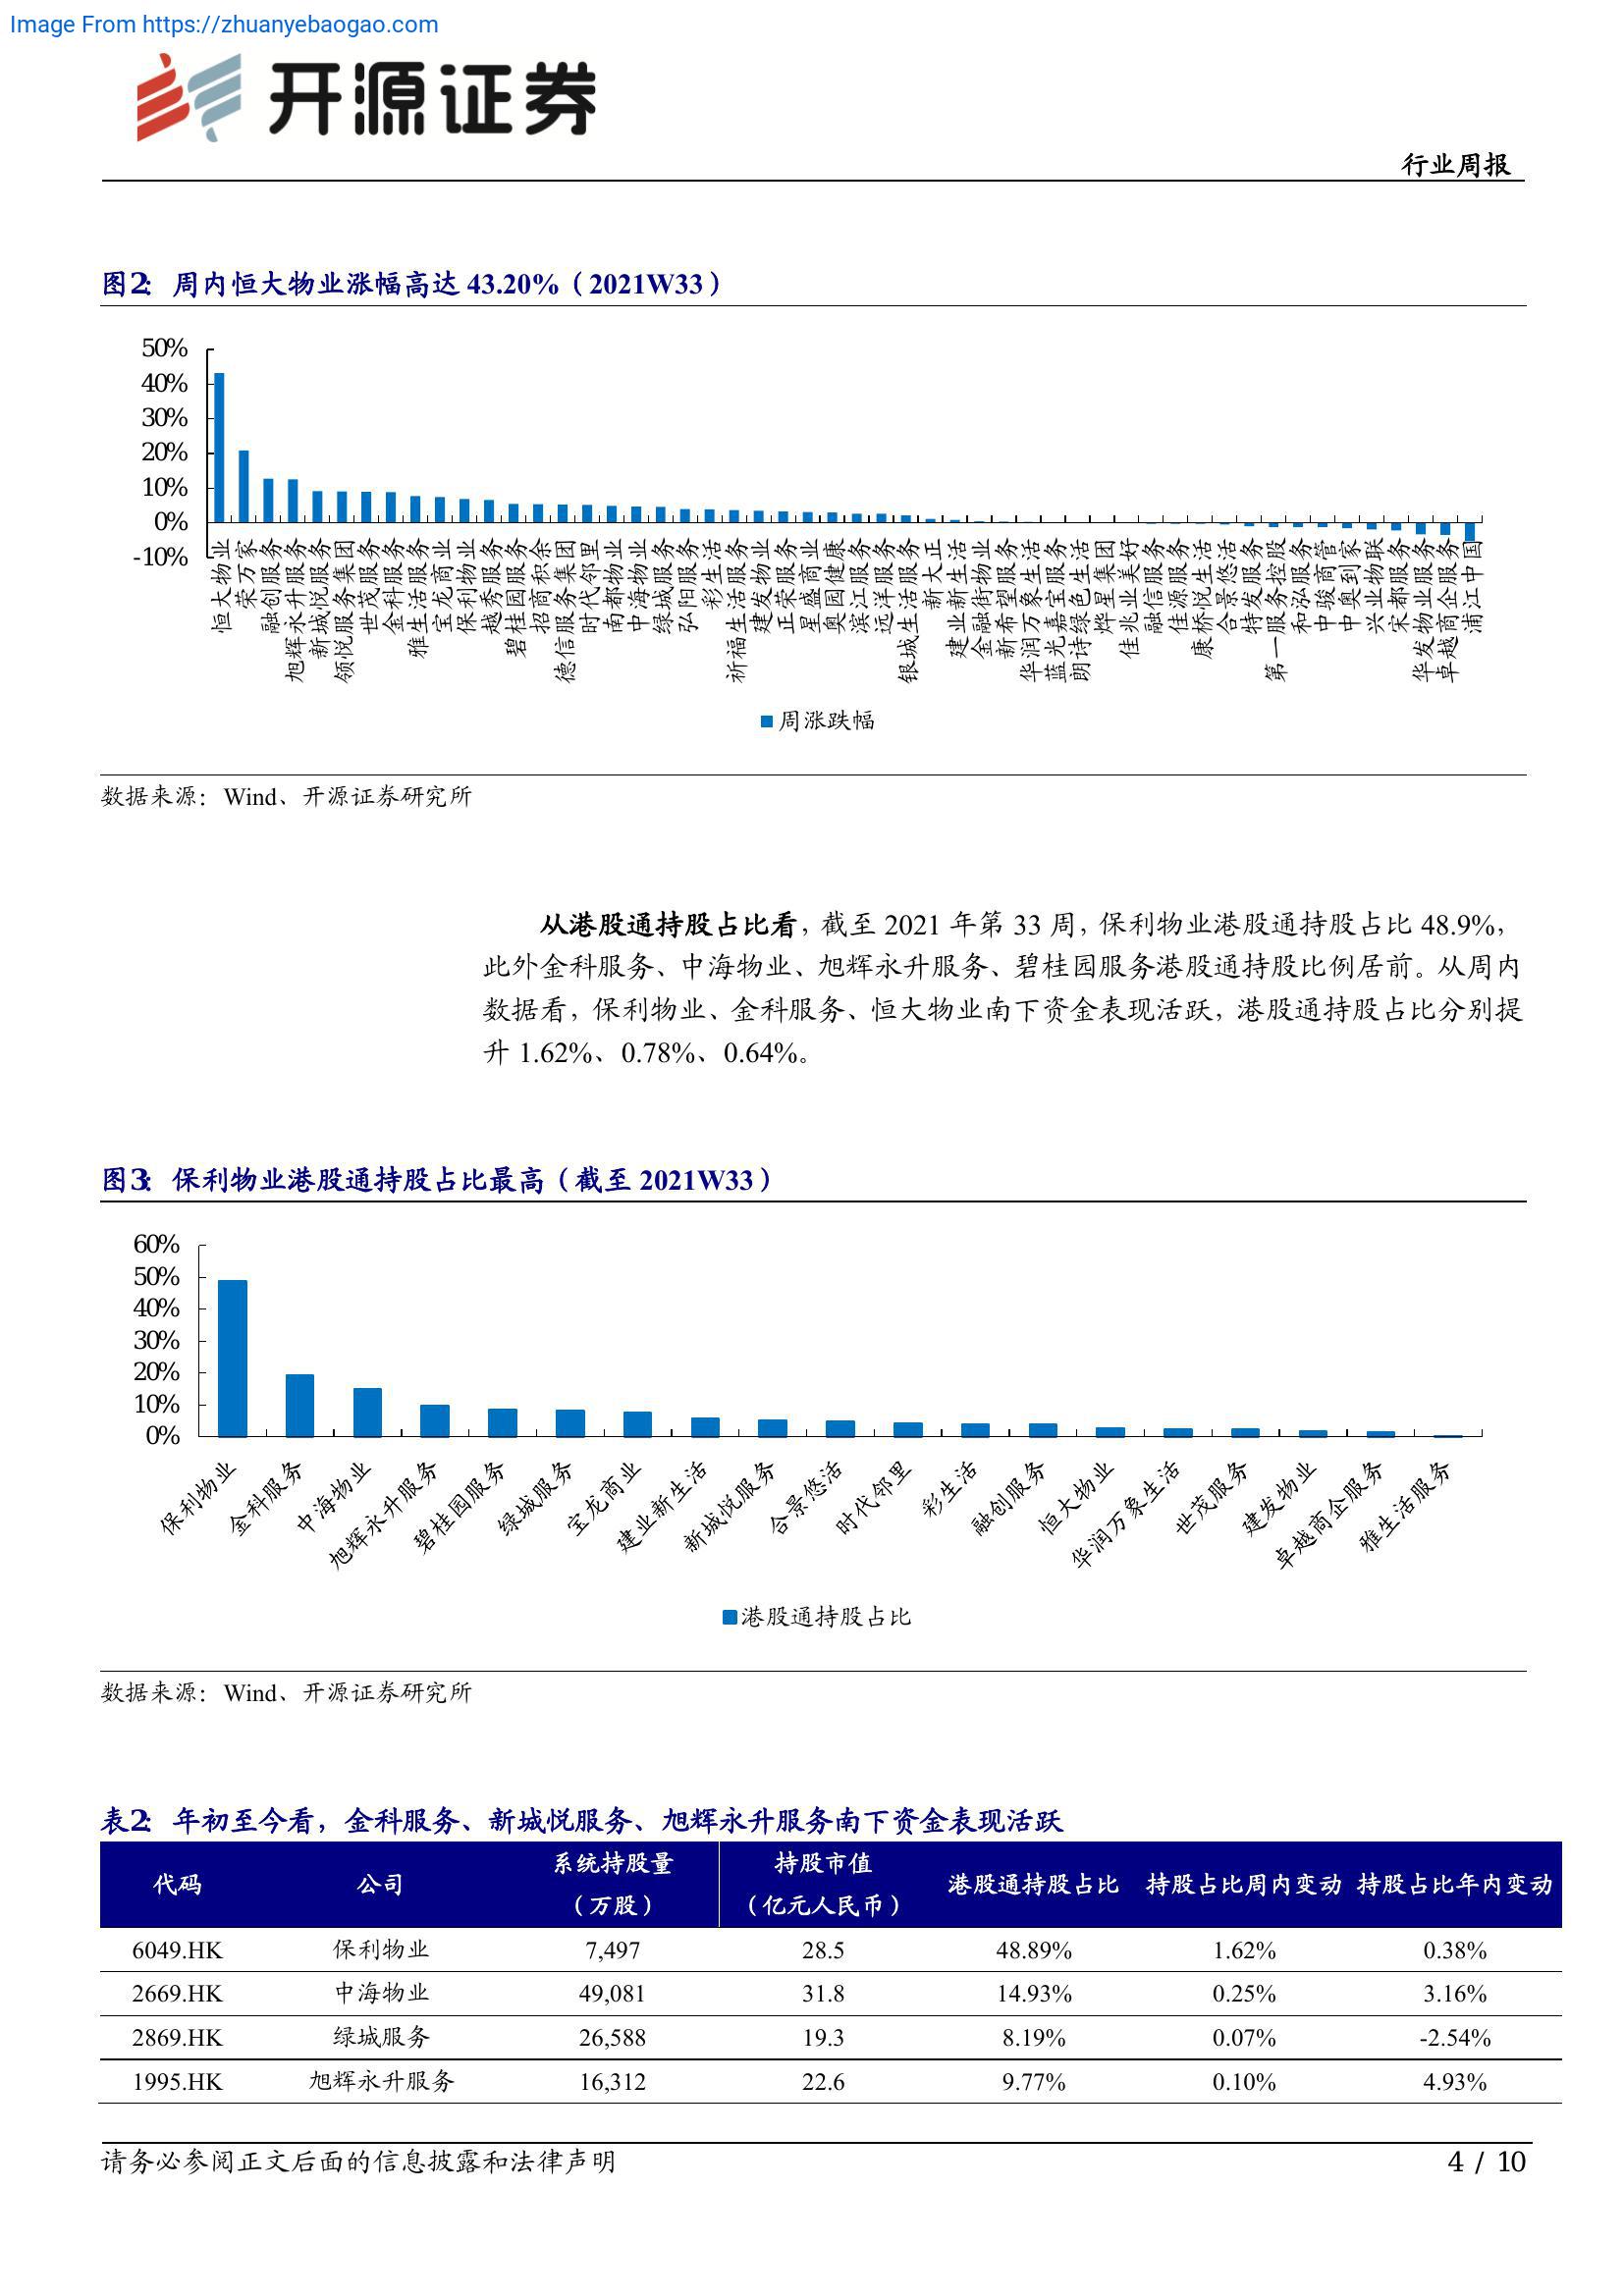 Image From https://zhuanyebaogao.com
开源证券
行业周报
图2: 周内恒大物业涨幅高达 43.20%（2021W33）
50%
40%
30%
20%
10%
0%
-10%
恒大物业
荣万家
融创服务
旭辉永升服务
新城悦服务
领悦服务集团
世茂服务
金科服务
雅生活服务
宝龙商业
保利物业
越秀服务
碧桂园服务
招商积余
德信服务集团
时代邻里
南都物业
中海物业
绿城服务
弘阳服务
彩生活
祈福生活服务
建发物业
正荣服务
星盛商业
奥园健康
滨江服务
远洋服务
银城生活服务
新大正
建业新生活
金融街物业
新希望服务
华润万象生活
蓝光嘉宝服务
朗诗绿色生活
烨星集团
佳兆业美好
融信服务
佳源服务
康桥悦生活
合景悠活
特发服务
第一服务控股
和泓服务
中骏商管
中奥到家
兴业物联
宋都服务
华发物业服务
卓越商企服务
浦江中国
周涨跌幅
数据来源：Wind、开源证券研究所
从港股通持股占比看，截至 2021 年第 33 周，保利物业港股通持股占比 48.9%，
此外金科服务、中海物业、旭辉永升服务、碧桂园服务港股通持股比例居前。从周内
数据看，保利物业、金科服务、恒大物业南下资金表现活跃，港股通持股占比分别提
升 1.62%、0.78%、0.64%。
图3: 保利物业港股通持股占比最高（截至 2021W33）
60%
50%
40%
30%
20%
10%
0%
保利物业
金科服务
中海物业
旭辉永升服务
碧桂园服务
绿城服务
宝龙商业
建业新生活
新城悦服务
合景悠活
时代邻里
彩生活
融创服务
恒大物业
华润万象生活
世茂服务
建发物业
卓越商企服务
雅生活服务
港股通持股占比
数据来源：Wind、开源证券研究所
表2: 年初至今看，金科服务、新城悦服务、旭辉永升服务南下资金表现活跃
代码 公司 系统持股量（万股） 持股市值（亿元人民币） 港股通持股占比 持股占比周内变动 持股占比年内变动
6049.HK 保利物业 7,497 28.5 48.89% 1.62% 0.38%
2669.HK 中海物业 49,081 31.8 14.93% 0.25% 3.16%
2869.HK 绿城服务 26,588 19.3 8.19% 0.07% -2.54%
1995.HK 旭辉永升服务 16,312 22.6 9.77% 0.10% 4.93%
请务必参阅正文后面的信息披露和法律声明
4 / 10